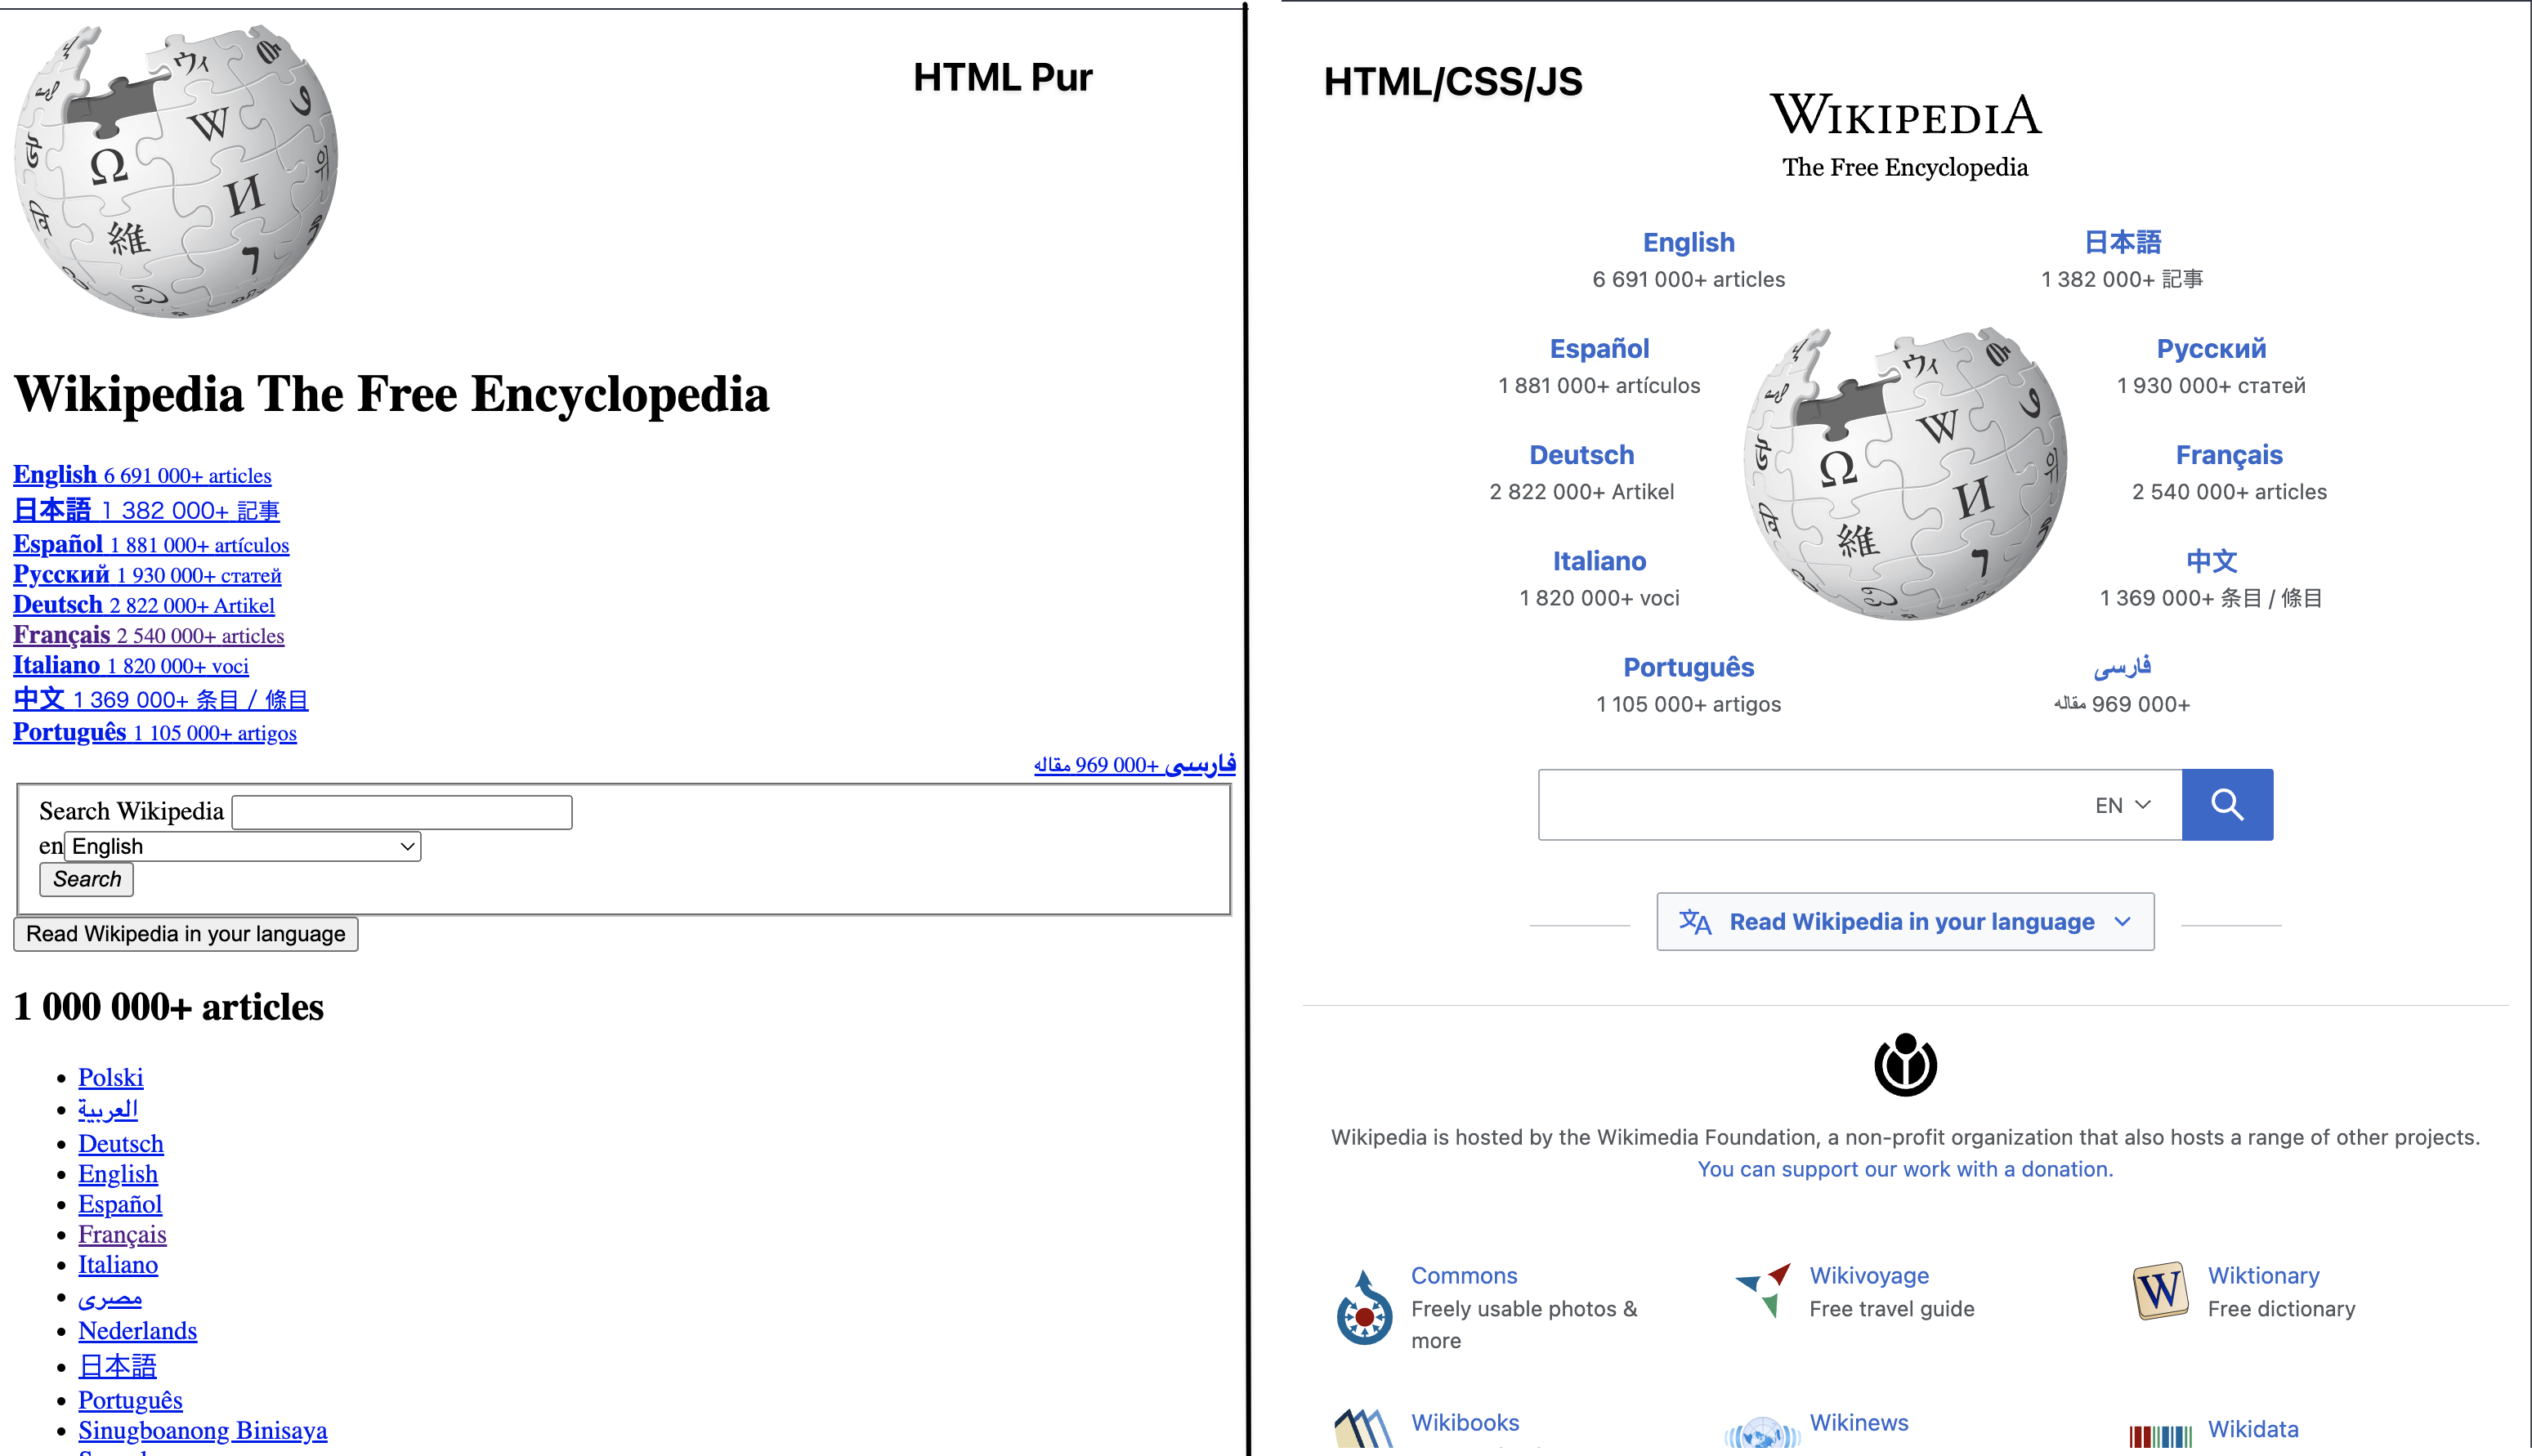 HTML Pur
Wikipedia The Free Encyclopedia
English 6 691 000+ articles
日本語 1 382 000+ 記事
Español 1 881 000+ artículos
Русский 1 930 000+ статей
Deutsch 2 822 000+ Artikel
Français 2 540 000+ articles
Italiano 1 820 000+ voci
中文 1 369 000+ 条目 / 條目
Português 1 105 000+ artigos
فارسی ۹۶۹ 000+ مقاله
Search Wikipedia
en English
Search
Read Wikipedia in your language
1 000 000+ articles
Polski
العربية
Deutsch
English
Español
Français
Italiano
مصرى
Nederlands
日本語
Português
Sinugboanong Binisaya
HTML/CSS/JS
WIKIPEDIA
The Free Encyclopedia
English
6 691 000+ articles
日本語
1 382 000+ 記事
Español
1 881 000+ artículos
Русский
1 930 000+ статей
Deutsch
2 822 000+ Artikel
Français
2 540 000+ articles
Italiano
1 820 000+ voci
中文
1 369 000+ 条目 / 條目
Português
1 105 000+ artigos
فارسی
969 000+ مقاله
EN
Read Wikipedia in your language
Wikipedia is hosted by the Wikimedia Foundation, a non-profit organization that also hosts a range of other projects.
You can support our work with a donation.
Commons
Freely usable photos &
more
Wikivoyage
Free travel guide
W
Wiktionary
Free dictionary
Wikibooks
Wikinews
Wikidata